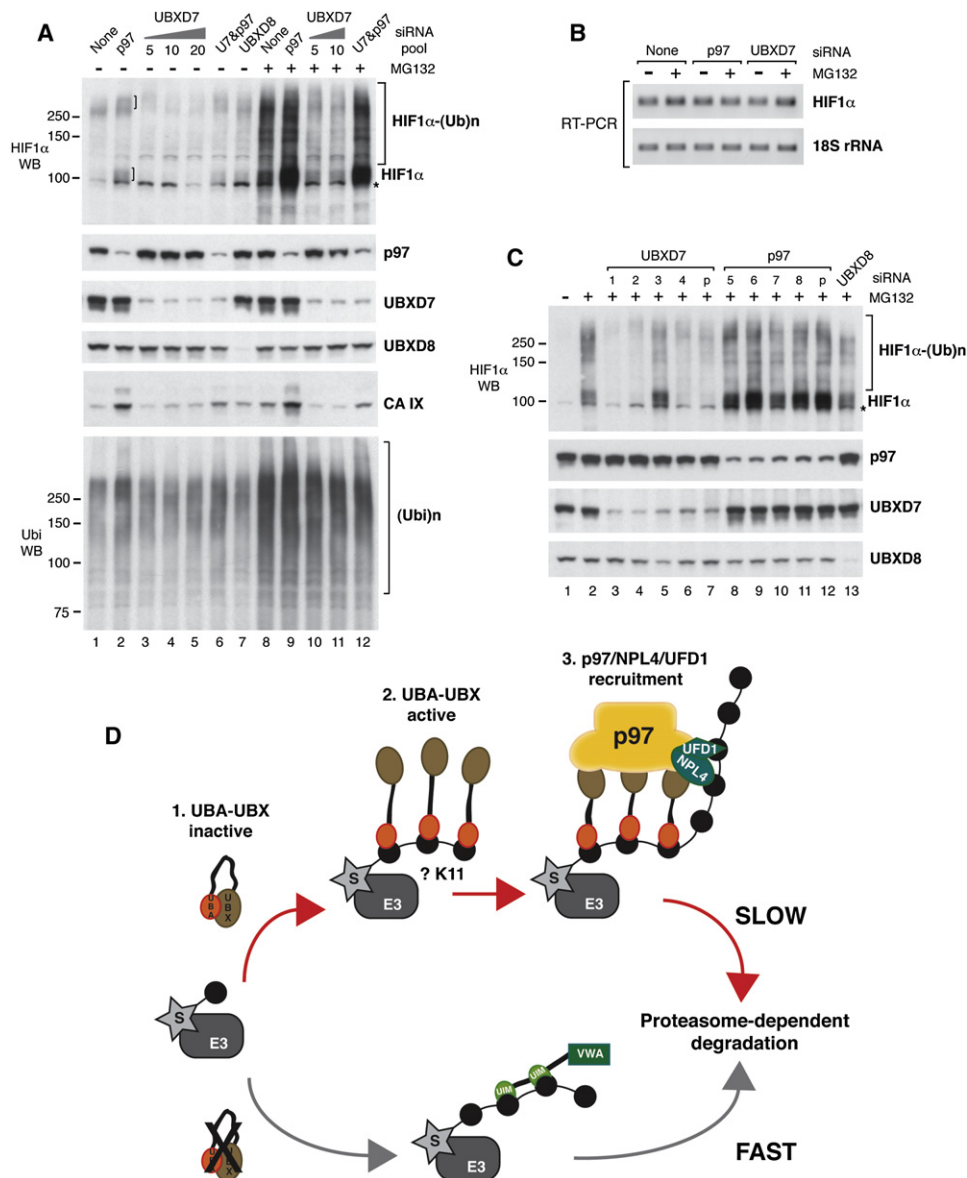 A
None p97 UBXD7 5 10 20 U7&p97 UBXD8 None p97 UBXD7 5 10 U7&p97 siRNA pool
- - - - - - - + + + + + MG132
250
150
100
HIF1α WB
HIF1α-(Ub)n
HIF1α
*
p97
UBXD7
UBXD8
CA IX
250
150
100
75
Ubi WB
(Ubi)n
1 2 3 4 5 6 7 8 9 10 11 12
B
None p97 UBXD7 siRNA
- + - + - + MG132
RT-PCR
HIF1α
18S rRNA
C
UBXD7 p97 UBXD8
1 2 3 4 p 5 6 7 8 p siRNA
- + + + + + + + + + + + + MG132
250
150
100
HIF1α WB
HIF1α-(Ub)n
HIF1α
*
p97
UBXD7
UBXD8
1 2 3 4 5 6 7 8 9 10 11 12 13
D
1. UBA-UBX
inactive
UBA
UBX
S
E3
2. UBA-UBX
active
S
? K11
E3
3. p97/NPL4/UFD1
recruitment
p97
UFD1
NPL4
S
E3
SLOW
Proteasome-dependent
degradation
UIM
UIM
VWA
S
E3
FAST